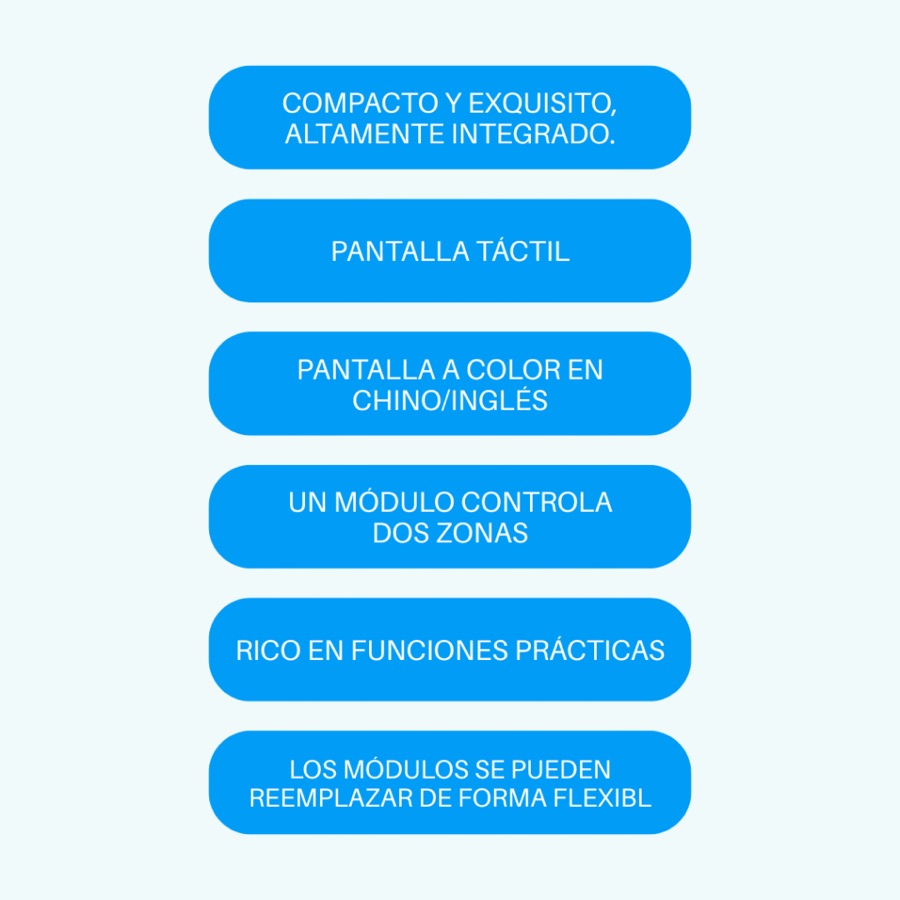 COMPACTO Y EXQUISITO,
ALTAMENTE INTEGRADO.
PANTALLA TÁCTIL
PANTALLA A COLOR EN
CHINO/INGLÉS
UN MÓDULO CONTROLA
DOS ZONAS
RICO EN FUNCIONES PRÁCTICAS
LOS MÓDULOS SE PUEDEN
REEMPLAZAR DE FORMA FLEXIBL